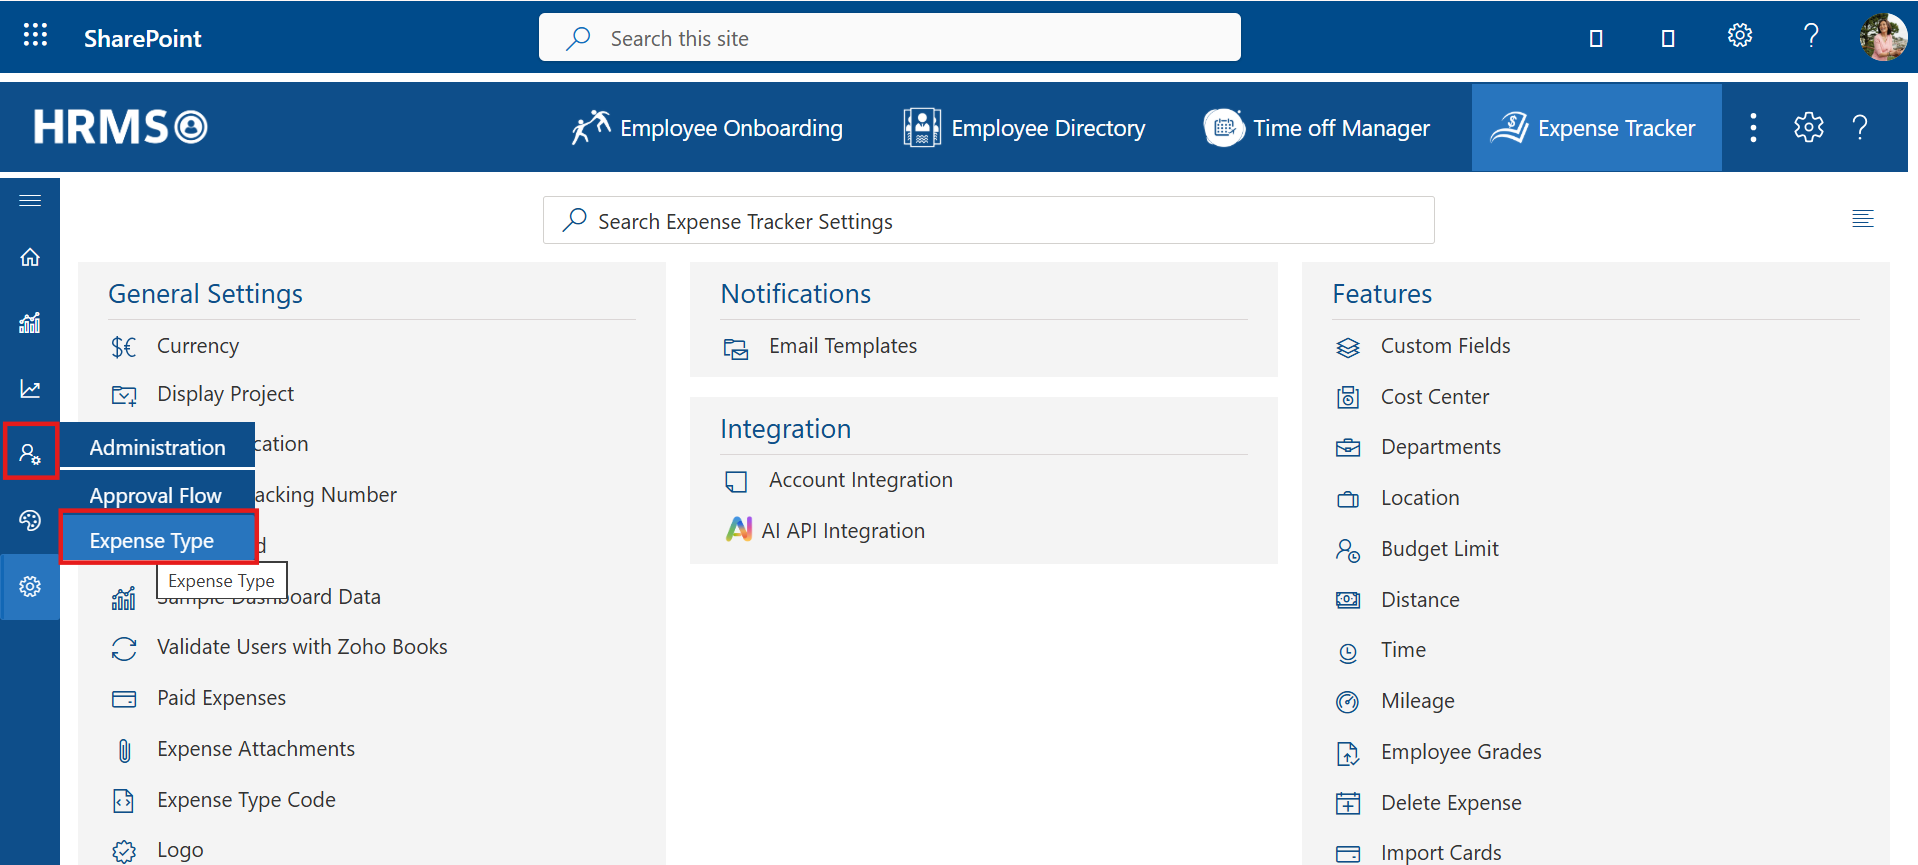 SharePoint
Search this site
HRMS
Employee Onboarding
Employee Directory
Time off Manager
Expense Tracker
Search Expense Tracker Settings
General Settings
Currency
Display Project
Administration
cation
Approval Flow
acking Number
Expense Type
d
Expense Type
Sample Dashboard Data
Validate Users with Zoho Books
Paid Expenses
Expense Attachments
Expense Type Code
Logo
Notifications
Email Templates
Integration
Account Integration
AI API Integration
Features
Custom Fields
Cost Center
Departments
Location
Budget Limit
Distance
Time
Mileage
Employee Grades
Delete Expense
Import Cards